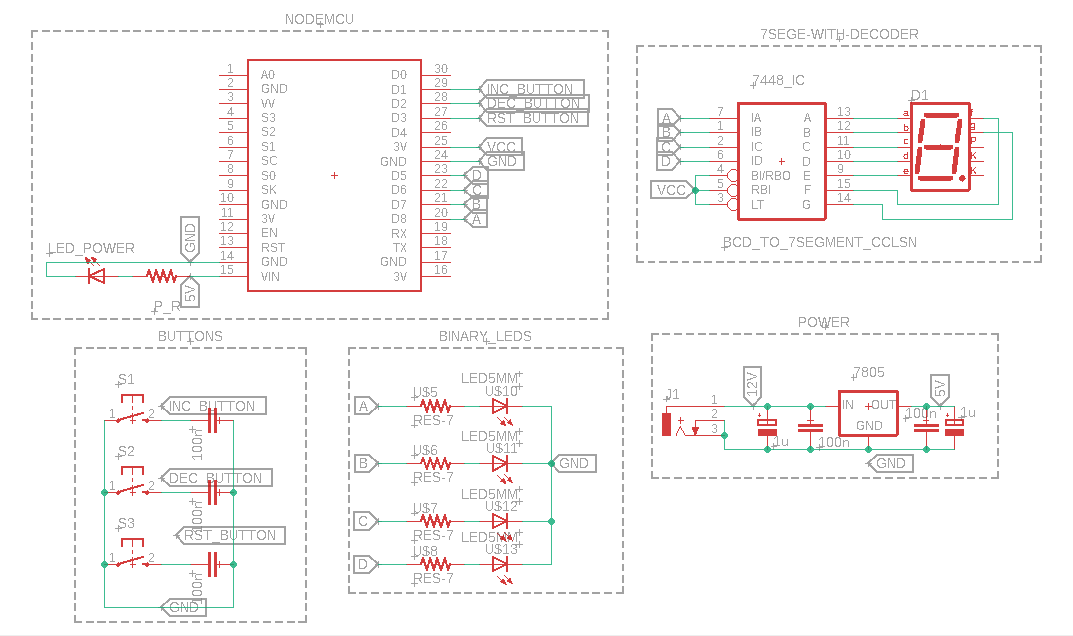 NODEMCU
1 A0 D0 30
2 GND D1 29 INC_BUTTON
3 VV D2 28 DEC_BUTTON
4 S3 D3 27 RST_BUTTON
5 S2 D4 26
6 S1 3V 25 VCC
7 SC GND 24 GND
8 S0 D5 23 D
9 SK D6 22 C
10 GND D7 21 B
11 3V D8 20 A
12 EN RX 19
13 RST TX 18
14 GND GND 17
15 VIN 3V 16
GND
LED_POWER
5V
P_R
7SEGE-WITH-DECODER
7448_IC
D1
A 7 IA A 13 a f
B 1 IB B 12 b g
C 2 IC C 11 c P
D 6 ID D 10 d K
4 BI/RBO E 9 e K
VCC 5 RBI F 15
3 LT G 14
BCD_TO_7SEGMENT_CCLSN
BUTTONS
S1
INC_BUTTON
1 2
100n
S2
DEC_BUTTON
1 2
100n
S3
RST_BUTTON
1 2
100n
GND
BINARY_LEDS
LED5MM
U$5 U$10
A
RES-7
LED5MM
U$6 U$11
B GND
RES-7
LED5MM
U$7 U$12
C
RES-7
LED5MM
U$8 U$13
D
RES-7
POWER
J1
12V
7805
5V
1
2
3
IN OUT
GND
1u
100n
100n
1u
GND